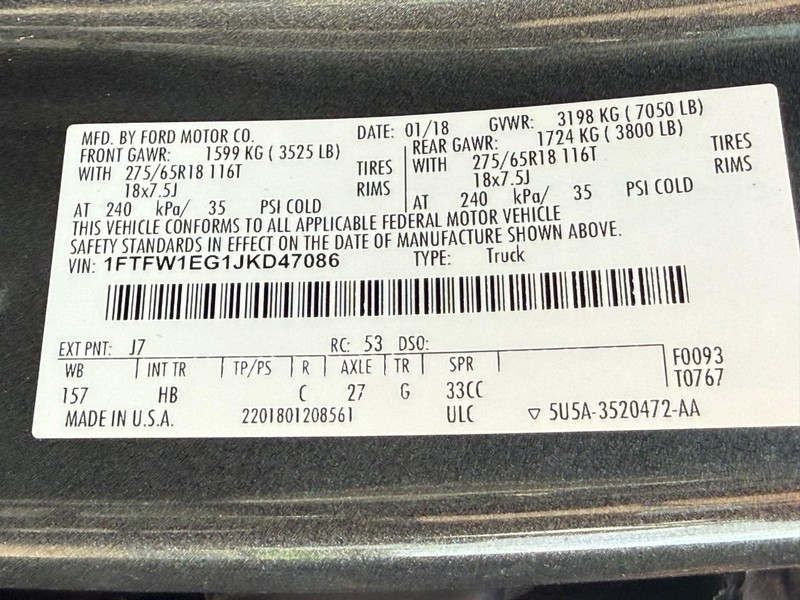 MFD. BY FORD MOTOR CO. DATE: 01/18 GVWR: 3198 KG ( 7050 LB)
FRONT GAWR: 1599 KG ( 3525 LB) REAR GAWR: 1724 KG ( 3800 LB)
WITH 275/65R18 116T TIRES WITH 275/65R18 116T TIRES
18x7.5J RIMS 18x7.5J RIMS
AT 240 kPa/ 35 PSI COLD AT 240 kPa/ 35 PSI COLD
THIS VEHICLE CONFORMS TO ALL APPLICABLE FEDERAL MOTOR VEHICLE
SAFETY STANDARDS IN EFFECT ON THE DATE OF MANUFACTURE SHOWN ABOVE.
VIN: 1FTFW1EG1JKD47086 TYPE: Truck
EXT PNT: J7 RC: 53 DSO:
WB INT TR TP/PS R AXLE TR SPR F0093
157 HB C 27 G 33CC T0767
MADE IN U.S.A. 2201801208561 ULC ▽ 5U5A-3520472-AA